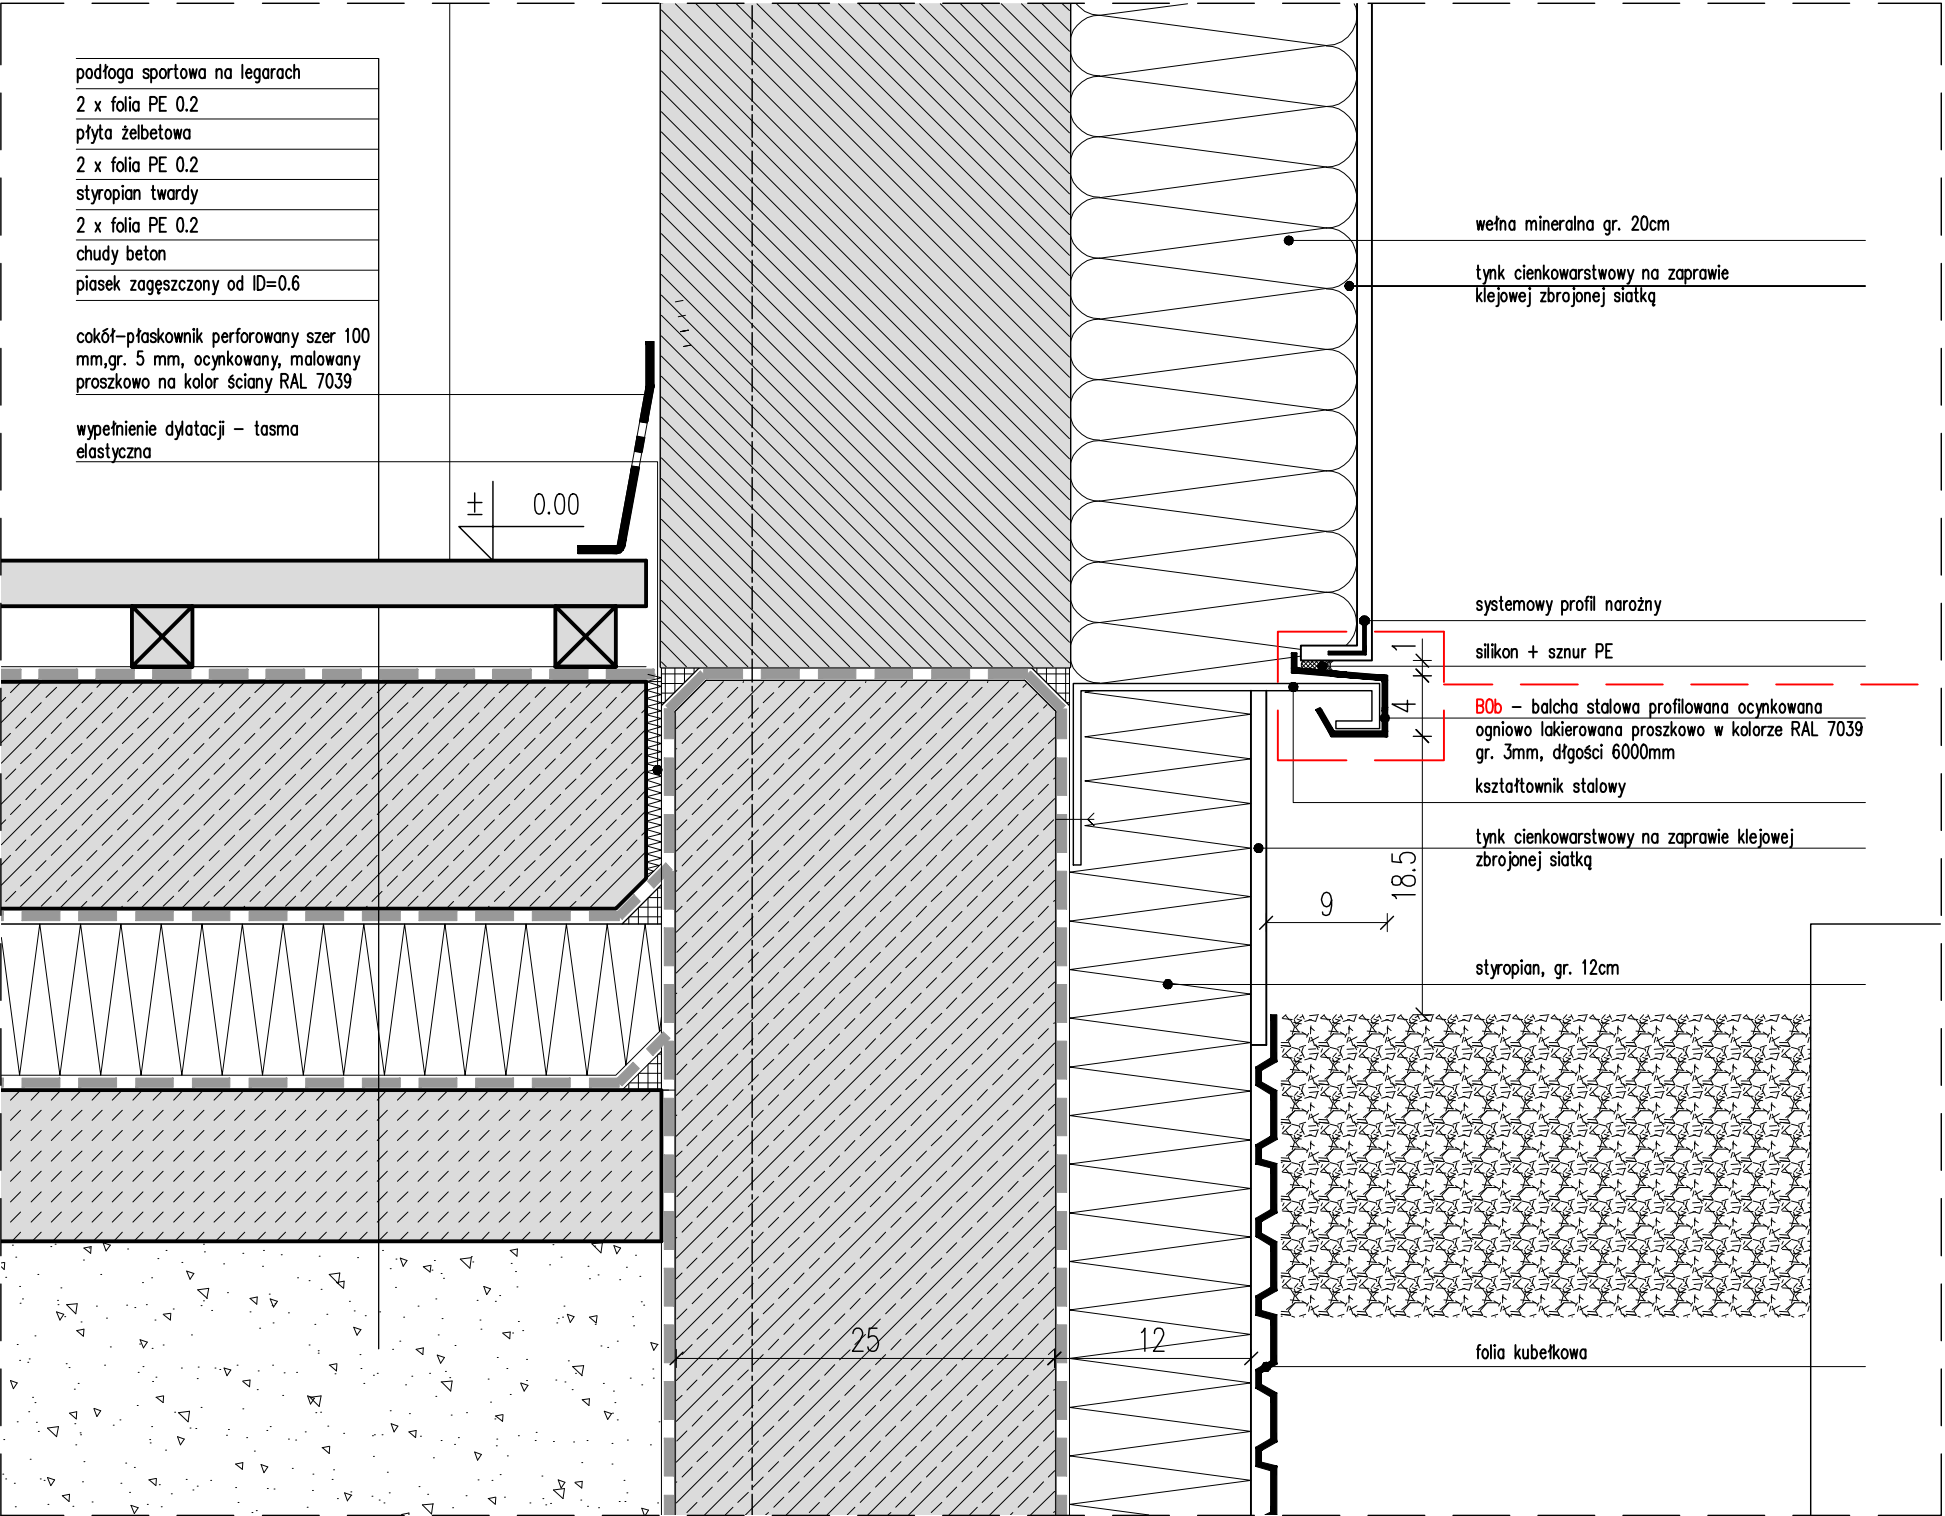 podłoga sportowa na legarach
2 x folia PE 0.2
płyta żelbetowa
2 x folia PE 0.2
styropian twardy
2 x folia PE 0.2
chudy beton
piasek zagęszczony od ID=0.6
cokół-płaskownik perforowany szer 100
mm,gr. 5 mm, ocynkowany, malowany
proszkowo na kolor ściany RAL 7039
wypełnienie dylatacji – tasma
elastyczna
± 0.00
wełna mineralna gr. 20cm
tynk cienkowarstwowy na zaprawie
klejowej zbrojonej siatką
systemowy profil narożny
1
silikon + sznur PE
4
B0b – balcha stalowa profilowana ocynkowana
ogniowo lakierowana proszkowo w kolorze RAL 7039
gr. 3mm, dłgości 6000mm
kształtownik stalowy
tynk cienkowarstwowy na zaprawie klejowej
zbrojonej siatką
18.5
9
styropian, gr. 12cm
25
12
folia kubełkowa